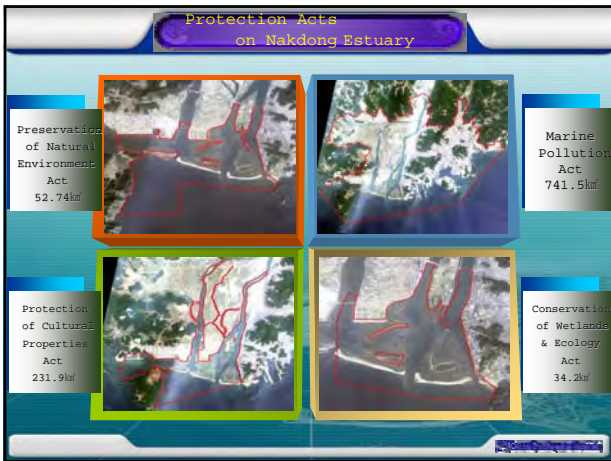 Protection Acts
on Nakdong Estuary
Preservation
of Natural
Environment
Act
52.74㎢
Marine
Pollution
Act
741.5㎢
Protection
of Cultural
Properties
Act
231.9㎢
Conservation
of Wetlands
& Ecology
Act
34.2㎢